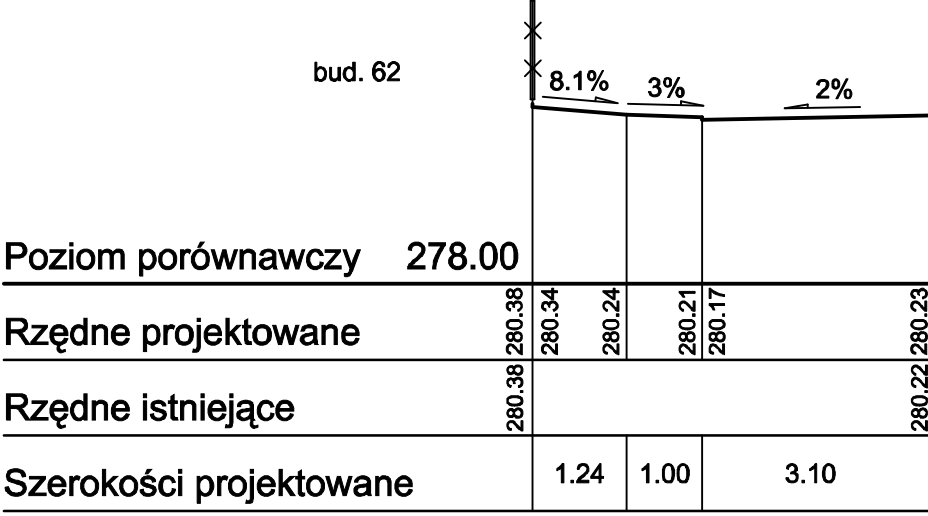 bud. 62
8.1% 3% 2%
Poziom porównawczy 278.00
Rzędne projektowane 280.38 280.34 280.24 280.21 280.17 280.23
Rzędne istniejące 280.38 280.22
Szerokości projektowane 1.24 1.00 3.10